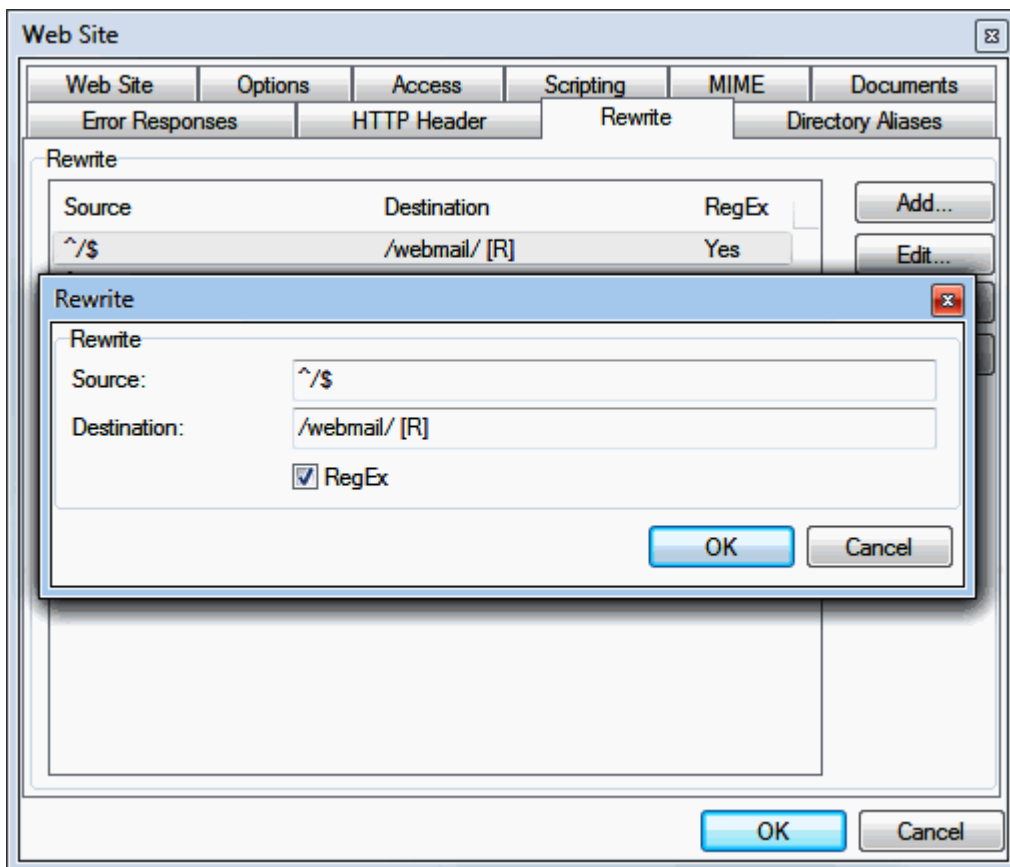 Web Site
Web Site Options Access Scripting MIME Documents
Error Responses HTTP Header Rewrite Directory Aliases
Rewrite
Source Destination RegEx Add...
^/$ /webmail/ [R] Yes Edit...
Rewrite
Rewrite
Source: ^/$
Destination: /webmail/ [R]
RegEx
OK Cancel
OK Cancel